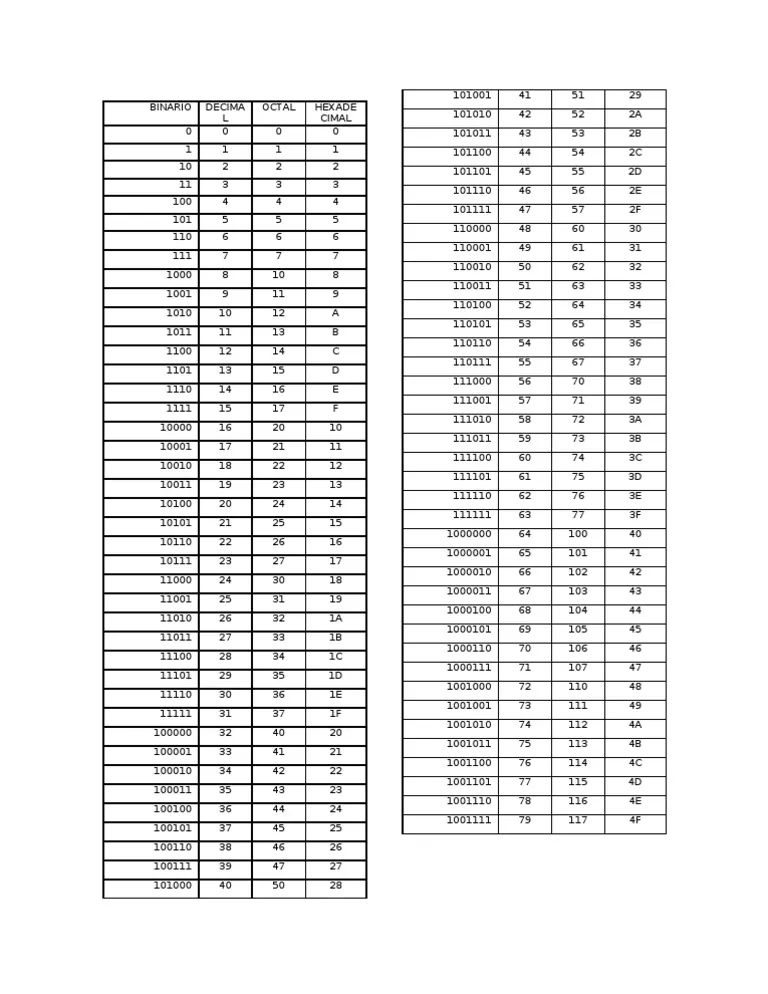 BINARIO DECIMA OCTAL HEXADE
L CIMAL
0 0 0 0
1 1 1 1
10 2 2 2
11 3 3 3
100 4 4 4
101 5 5 5
110 6 6 6
111 7 7 7
1000 8 10 8
1001 9 11 9
1010 10 12 A
1011 11 13 B
1100 12 14 C
1101 13 15 D
1110 14 16 E
1111 15 17 F
10000 16 20 10
10001 17 21 11
10010 18 22 12
10011 19 23 13
10100 20 24 14
10101 21 25 15
10110 22 26 16
10111 23 27 17
11000 24 30 18
11001 25 31 19
11010 26 32 1A
11011 27 33 1B
11100 28 34 1C
11101 29 35 1D
11110 30 36 1E
11111 31 37 1F
100000 32 40 20
100001 33 41 21
100010 34 42 22
100011 35 43 23
100100 36 44 24
100101 37 45 25
100110 38 46 26
100111 39 47 27
101000 40 50 28
101001 41 51 29
101010 42 52 2A
101011 43 53 2B
101100 44 54 2C
101101 45 55 2D
101110 46 56 2E
101111 47 57 2F
110000 48 60 30
110001 49 61 31
110010 50 62 32
110011 51 63 33
110100 52 64 34
110101 53 65 35
110110 54 66 36
110111 55 67 37
111000 56 70 38
111001 57 71 39
111010 58 72 3A
111011 59 73 3B
111100 60 74 3C
111101 61 75 3D
111110 62 76 3E
111111 63 77 3F
1000000 64 100 40
1000001 65 101 41
1000010 66 102 42
1000011 67 103 43
1000100 68 104 44
1000101 69 105 45
1000110 70 106 46
1000111 71 107 47
1001000 72 110 48
1001001 73 111 49
1001010 74 112 4A
1001011 75 113 4B
1001100 76 114 4C
1001101 77 115 4D
1001110 78 116 4E
1001111 79 117 4F